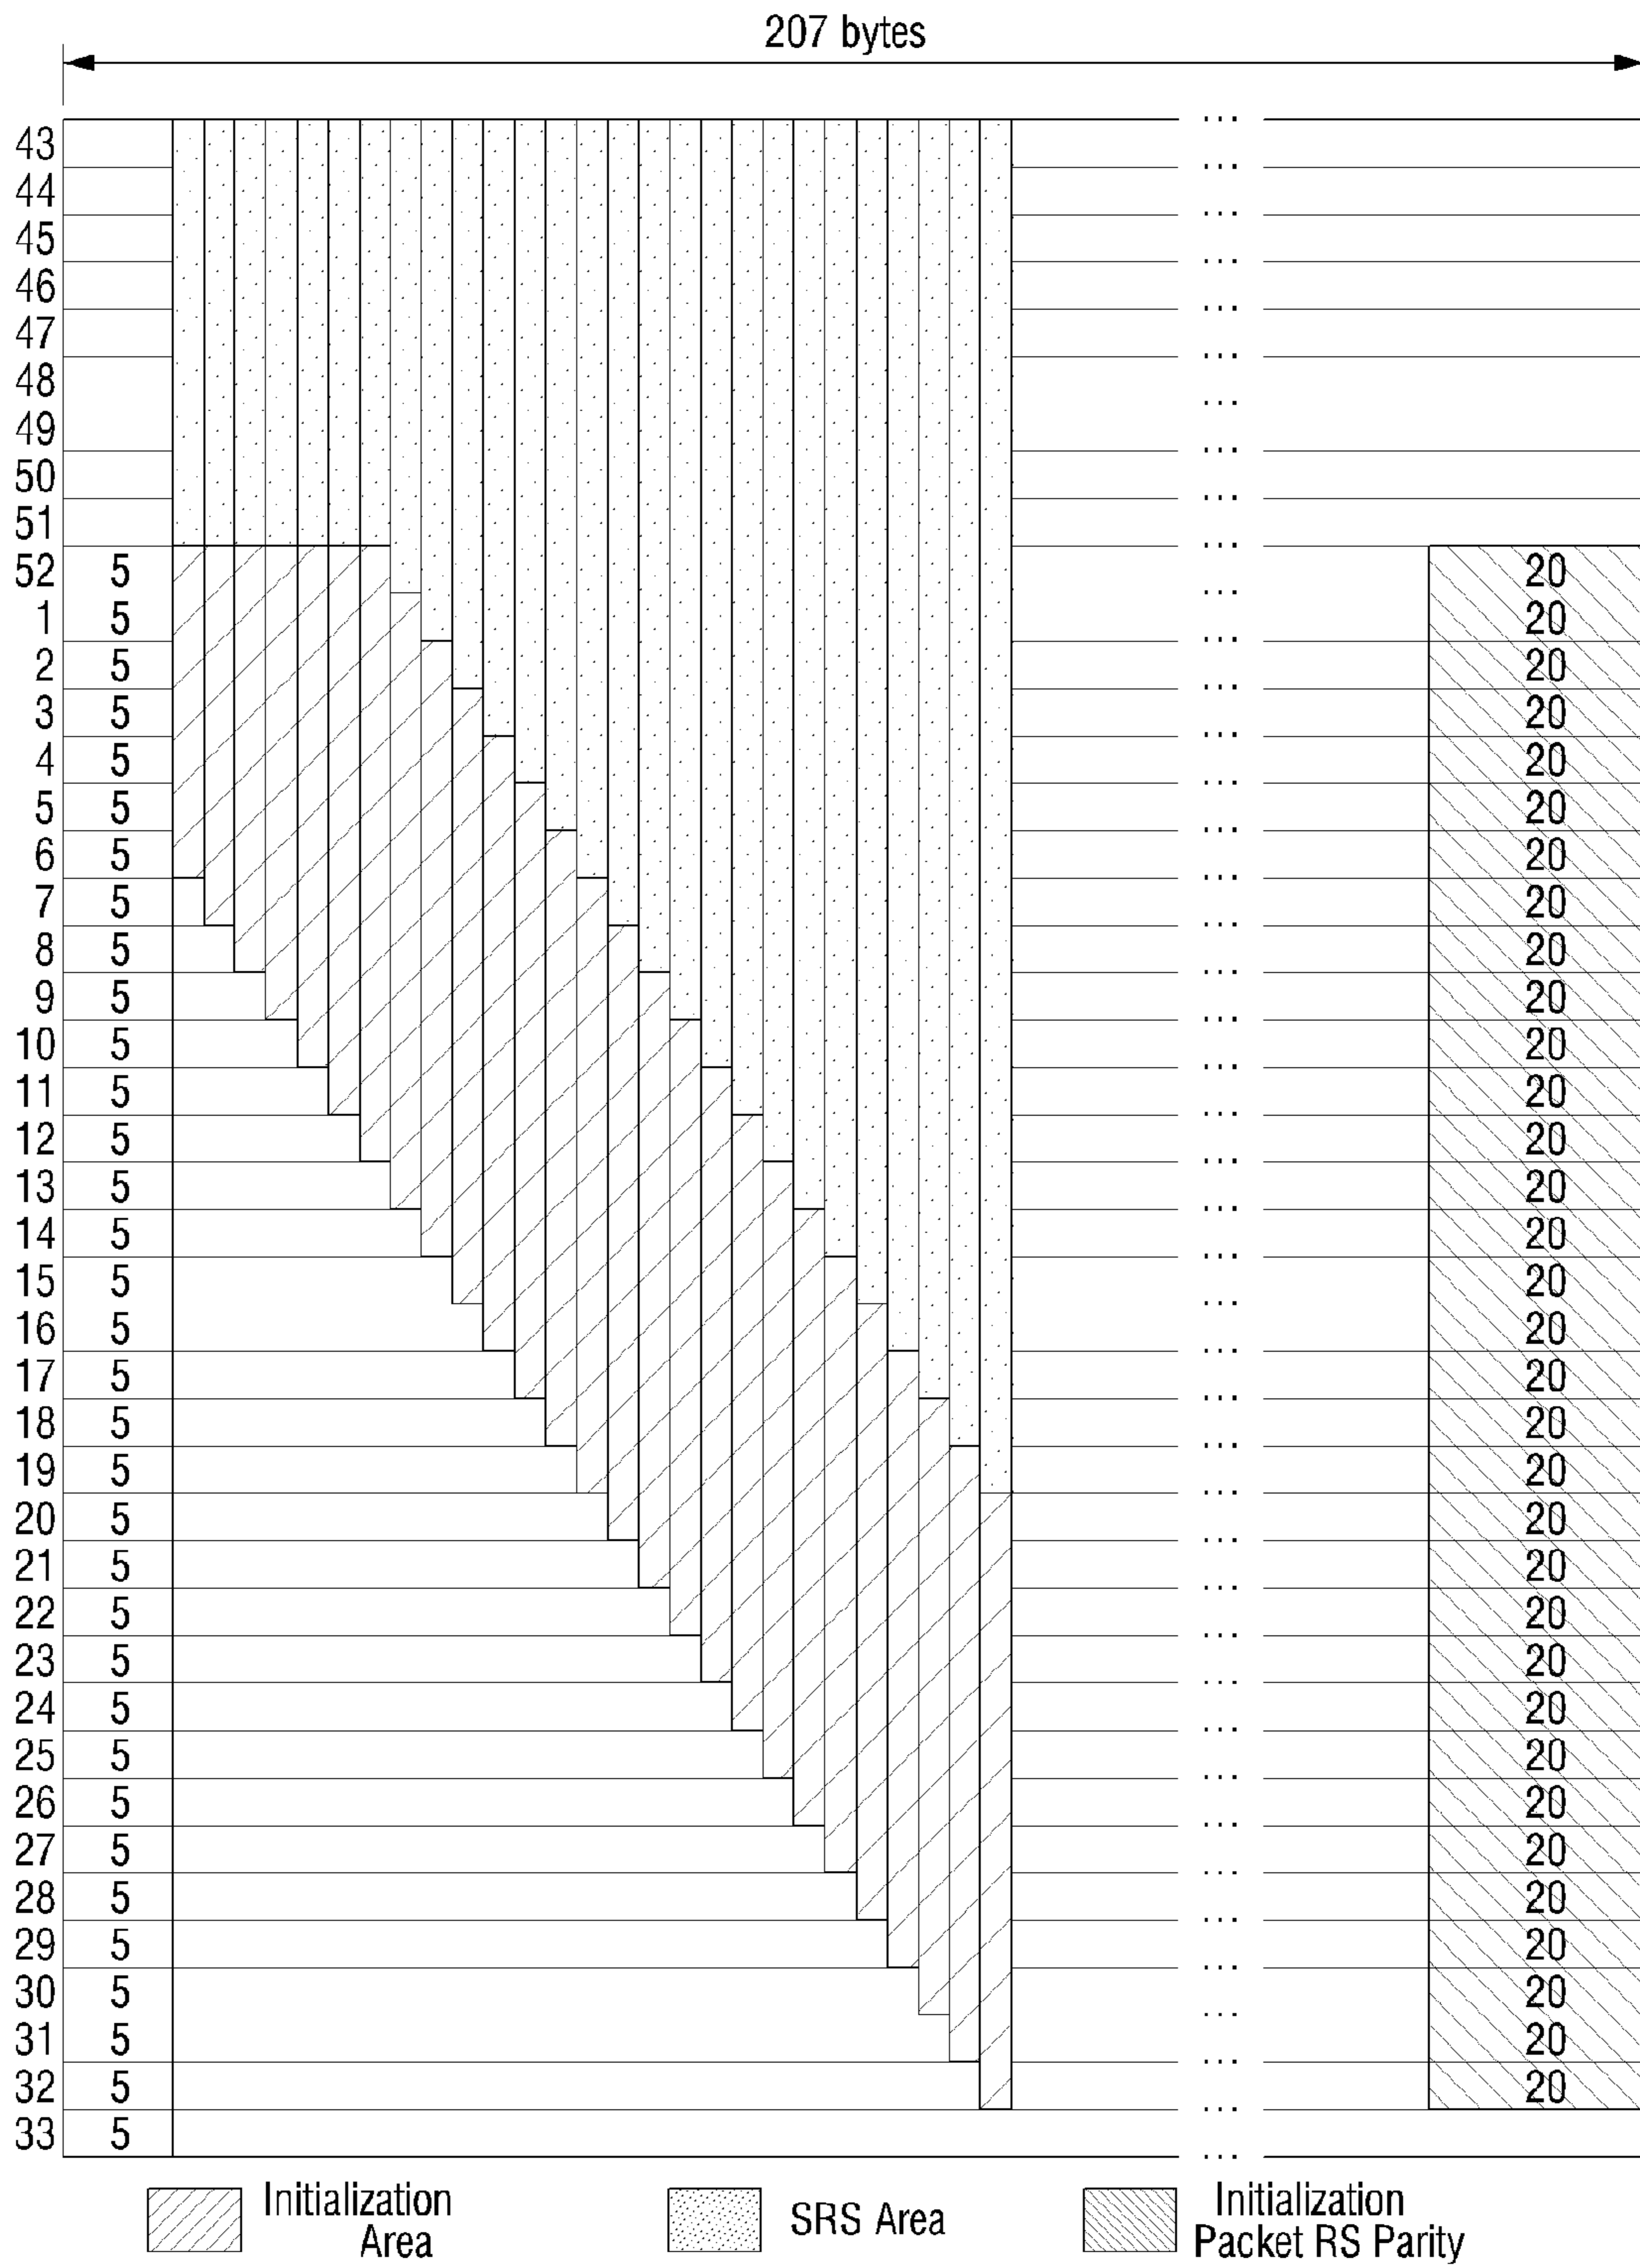 207 bytes
43 ...
44 ...
45 ...
46 ...
47 ...
48 ...
49 ...
50 ...
51 ...
52 5 ... 20
1 5 ... 20
2 5 ... 20
3 5 ... 20
4 5 ... 20
5 5 ... 20
6 5 ... 20
7 5 ... 20
8 5 ... 20
9 5 ... 20
10 5 ... 20
11 5 ... 20
12 5 ... 20
13 5 ... 20
14 5 ... 20
15 5 ... 20
16 5 ... 20
17 5 ... 20
18 5 ... 20
19 5 ... 20
20 5 ... 20
21 5 ... 20
22 5 ... 20
23 5 ... 20
24 5 ... 20
25 5 ... 20
26 5 ... 20
27 5 ... 20
28 5 ... 20
29 5 ... 20
30 5 ... 20
31 5 ... 20
32 5 ... 20
33 5 ...
Initialization
Area
SRS Area
Initialization
Packet RS Parity